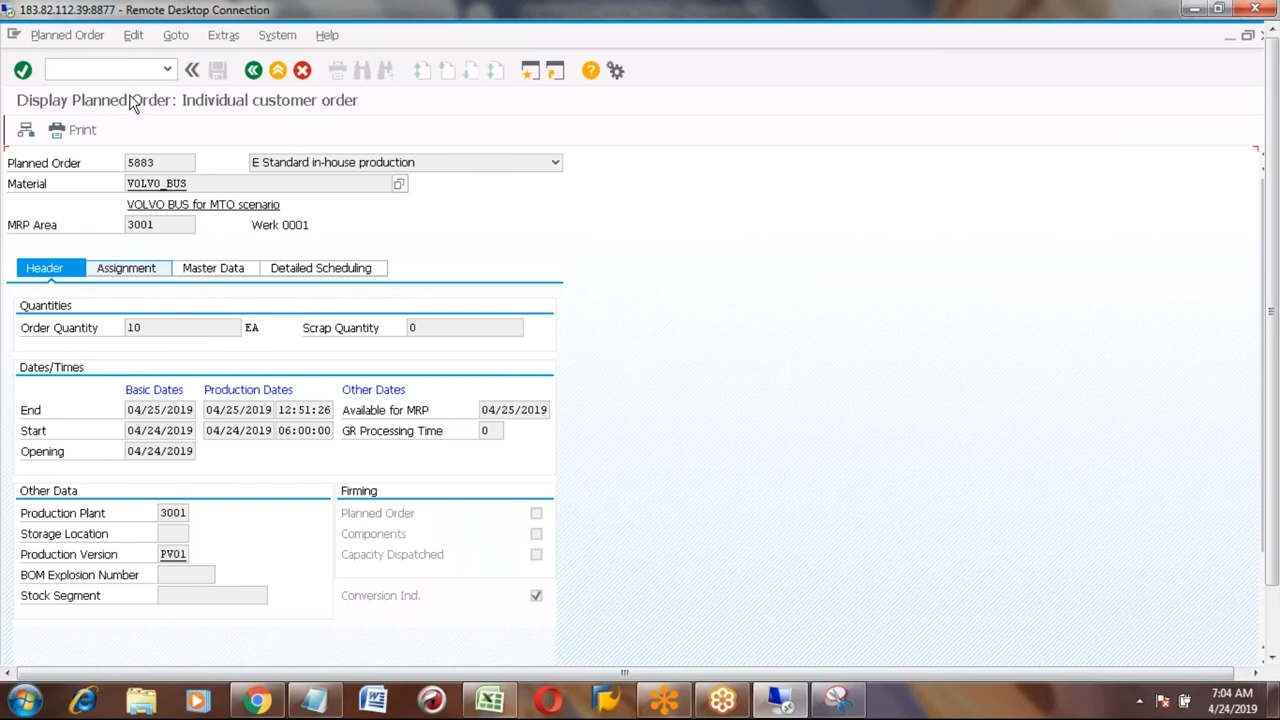 183.82.112.39:8877 - Remote Desktop Connection
Planned Order Edit Goto Extras System Help
Display Planned Order: Individual customer order
Print
Planned Order 5883 E Standard in-house production
Material VOLVO_BUS
VOLVO BUS for MTO scenario
MRP Area 3001 Werk 0001
Header Assignment Master Data Detailed Scheduling
Quantities
Order Quantity 10 EA Scrap Quantity 0
Dates/Times
Basic Dates Production Dates Other Dates
End 04/25/2019 04/25/2019 12:51:26 Available for MRP 04/25/2019
Start 04/24/2019 04/24/2019 06:00:00 GR Processing Time 0
Opening 04/24/2019
Other Data Firming
Production Plant 3001 Planned Order
Storage Location Components
Production Version PV01 Capacity Dispatched
BOM Explosion Number
Stock Segment Conversion Ind.
7:04 AM
4/24/2019